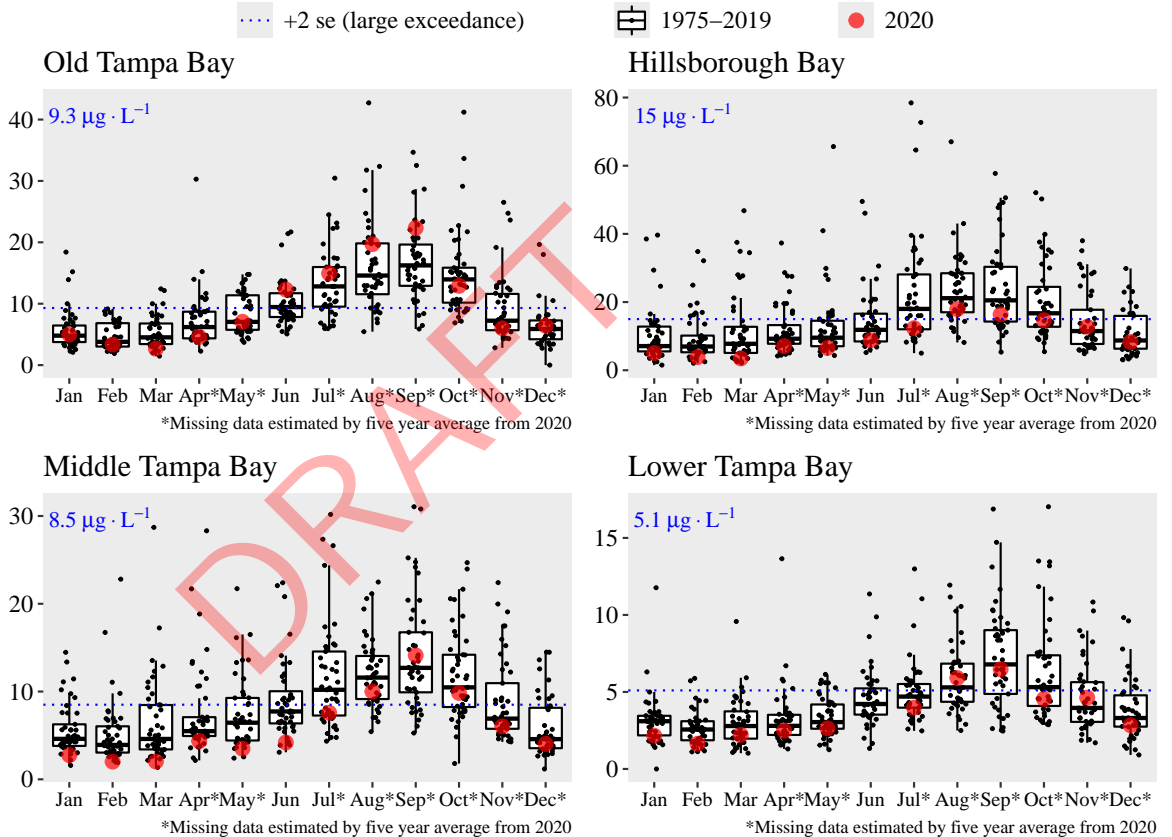 +2 se (large exceedance) 1975–2019 2020
Old Tampa Bay
9.3 μg · L⁻¹
40
30
20
10
0
Jan Feb Mar Apr* May* Jun Jul* Aug* Sep* Oct* Nov* Dec*
*Missing data estimated by five year average from 2020
Hillsborough Bay
15 μg · L⁻¹
80
60
40
20
0
Jan Feb Mar Apr* May* Jun Jul* Aug* Sep* Oct* Nov* Dec*
*Missing data estimated by five year average from 2020
Middle Tampa Bay
8.5 μg · L⁻¹
30
20
10
0
Jan Feb Mar Apr* May* Jun Jul* Aug* Sep* Oct* Nov* Dec*
*Missing data estimated by five year average from 2020
Lower Tampa Bay
5.1 μg · L⁻¹
15
10
5
0
Jan Feb Mar Apr* May* Jun Jul* Aug* Sep* Oct* Nov* Dec*
*Missing data estimated by five year average from 2020
DRAFT